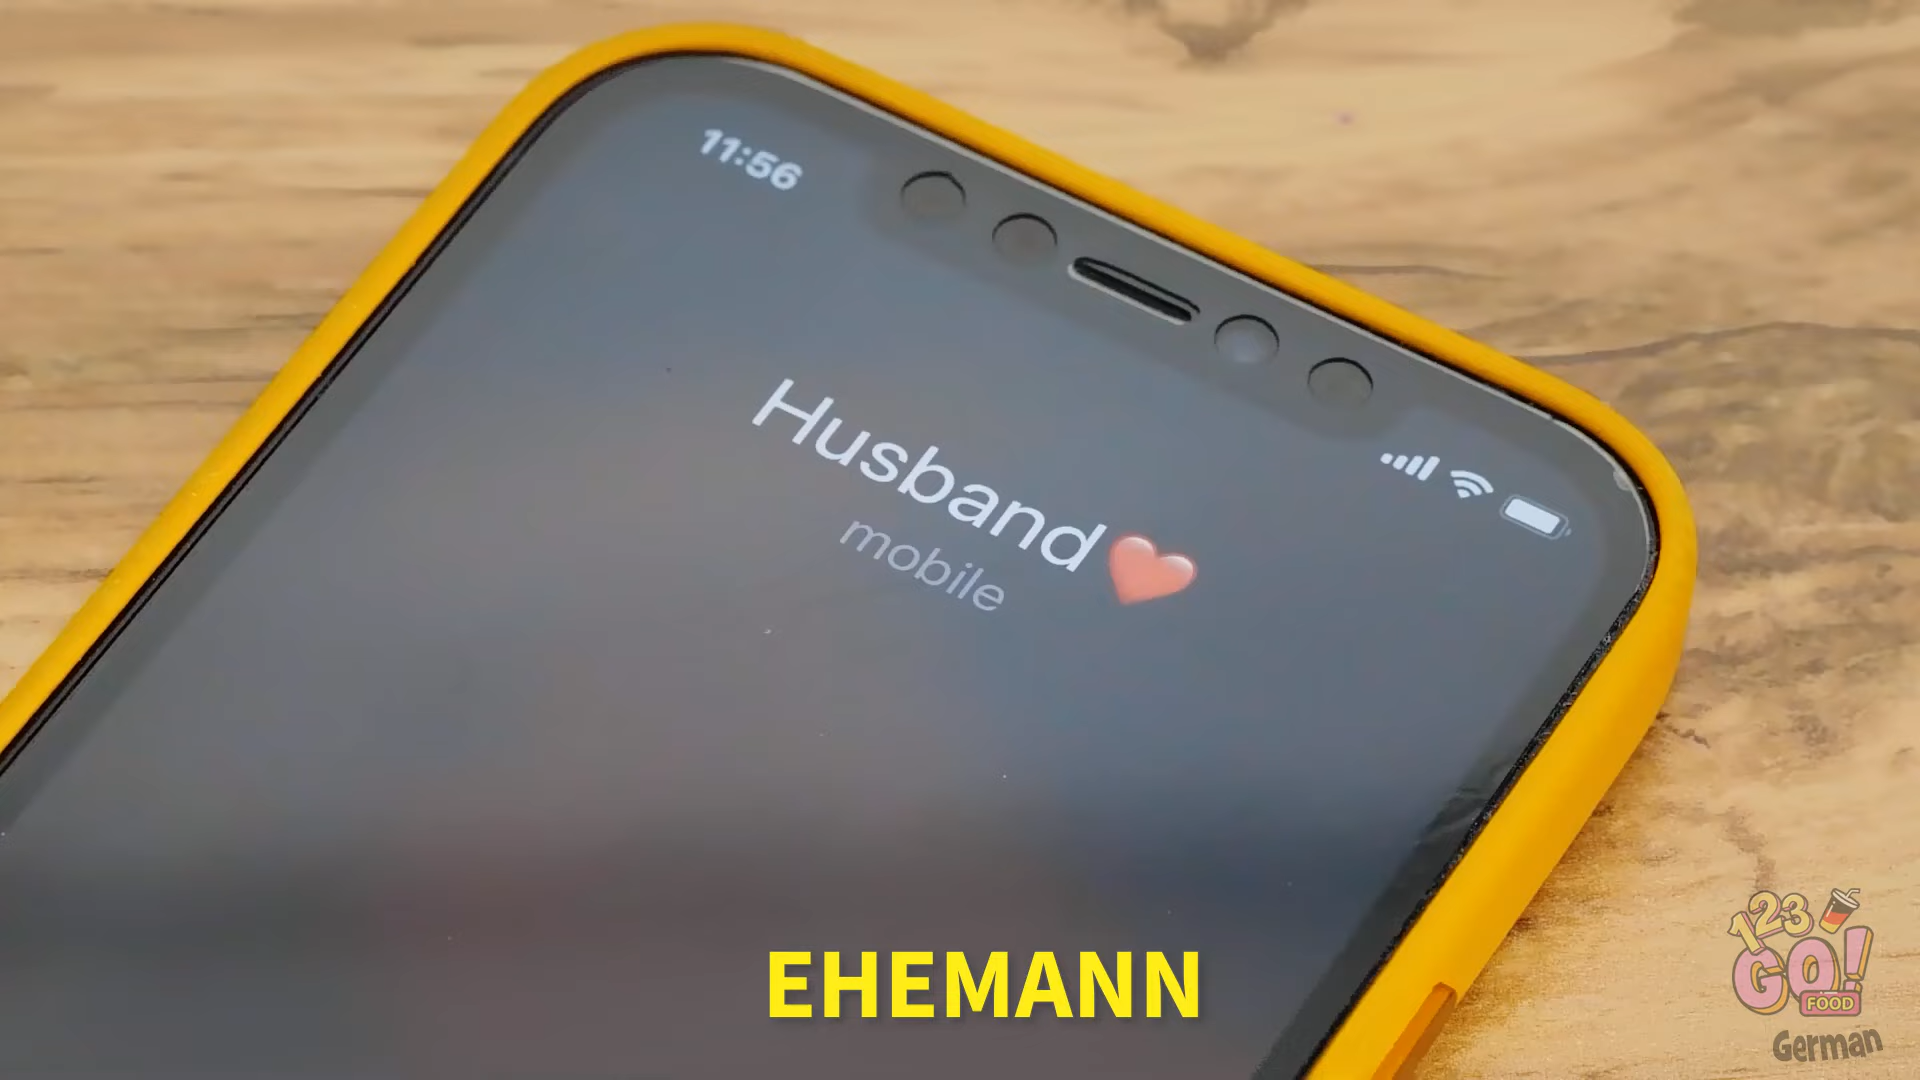 11:56
Husband❤️
mobile
EHEMANN
123
GO!
FOOD
German